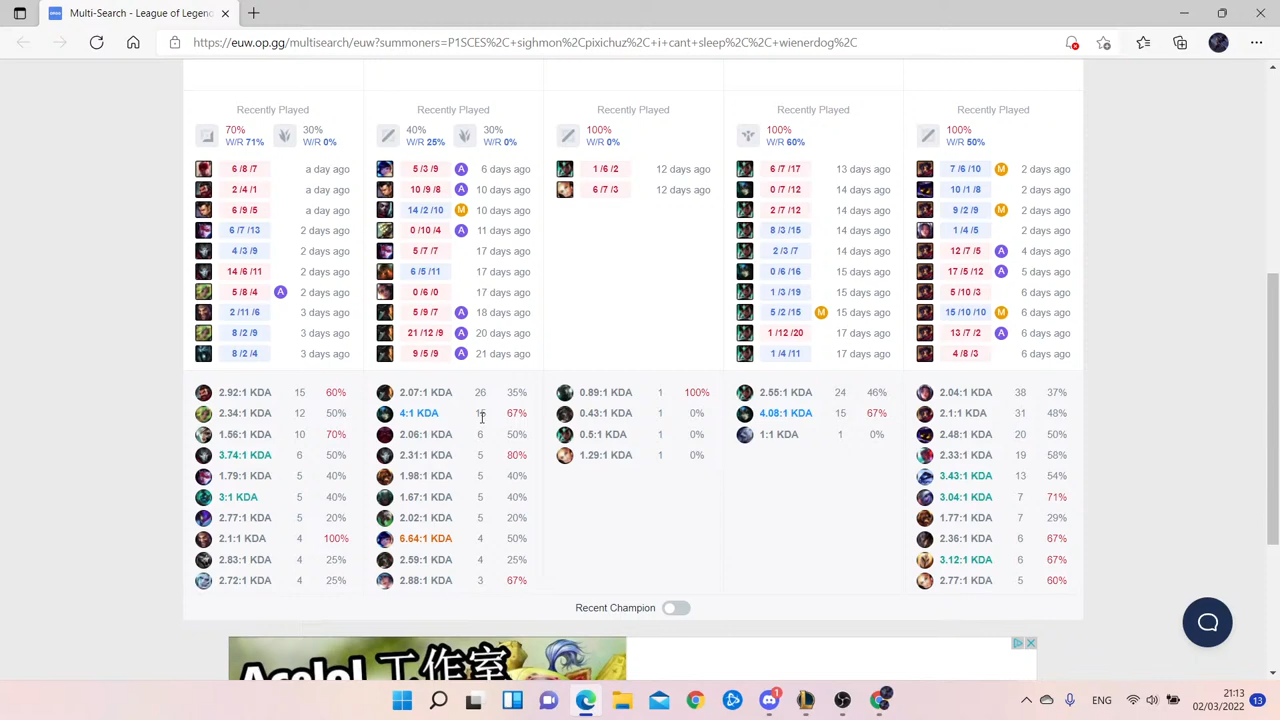 Multi-Search - League of Legenc
https://euw.op.gg/multisearch/euw?summoners=P1SCES%2C+sighmon%2Cpixichuz+i+cant+sleep%2C%2C+wienerdog%2C
Recently Played Recently Played Recently Played Recently Played Recently Played
70% 30% 40% 30% 100% 100% 100%
W/R 71% W/R 0% W/R 25% W/R 0% W/R 0% W/R 60% W/R 50%
6 /8 /7 a day ago 5 /3 /9 A 6 days ago 1 /6 /2 12 days ago 6 /7 /17 13 days ago 7 /6 /10 M 2 days ago
2 /4 /1 a day ago 10 /9 /8 A 10 days ago 6 /7 /3 12 days ago 0 /7 /12 14 days ago 10 /1 /8 2 days ago
6 /9 /5 a day ago 14 /2 /10 M 10 days ago 2 /7 /12 14 days ago 9 /2 /9 M 2 days ago
6 /7 /13 2 days ago 0 /10 /4 A 11 days ago 8 /3 /15 14 days ago 1 /4 /5 2 days ago
4 /3 /9 2 days ago 5 /7 /7 17 days ago 2 /3 /7 14 days ago 12 /7 /5 A 4 days ago
14 /6 /11 2 days ago 6 /5 /11 17 days ago 0 /6 /16 15 days ago 17 /5 /12 A 5 days ago
5 /8 /4 A 2 days ago 0 /6 /0 17 days ago 1 /3 /19 15 days ago 5 /10 /3 6 days ago
2 /11 /6 3 days ago 5 /9 /7 A 18 days ago 5 /2 /15 M 15 days ago 15 /10 /10 M 6 days ago
8 /2 /9 3 days ago 21 /12 /9 A 20 days ago 1 /12 /20 17 days ago 13 /7 /2 A 6 days ago
8 /2 /4 3 days ago 9 /5 /9 A 21 days ago 1 /4 /11 17 days ago 4 /8 /3 6 days ago
2.92:1 KDA 15 60% 2.07:1 KDA 26 35% 0.89:1 KDA 1 100% 2.55:1 KDA 24 46% 2.04:1 KDA 38 37%
2.34:1 KDA 12 50% 4:1 KDA 67% 0.43:1 KDA 1 0% 4.08:1 KDA 15 67% 2.1:1 KDA 31 48%
1.56:1 KDA 10 70% 2.06:1 KDA 6 50% 0.5:1 KDA 1 0% 1:1 KDA 1 0% 2.48:1 KDA 20 50%
3.74:1 KDA 6 50% 2.31:1 KDA 5 80% 1.29:1 KDA 1 0% 2.33:1 KDA 19 58%
1.79:1 KDA 5 40% 1.98:1 KDA 5 40% 3.43:1 KDA 13 54%
3:1 KDA 5 40% 1.67:1 KDA 5 40% 3.04:1 KDA 7 71%
2.77:1 KDA 5 20% 2.02:1 KDA 5 20% 1.77:1 KDA 7 29%
2.1:1 KDA 4 100% 6.64:1 KDA 4 50% 2.36:1 KDA 6 67%
2.83:1 KDA 4 25% 2.59:1 KDA 4 25% 3.12:1 KDA 6 67%
2.72:1 KDA 4 25% 2.88:1 KDA 3 67% 2.77:1 KDA 5 60%
Recent Champion
工作室
ENG 21:13
02/03/2022 13